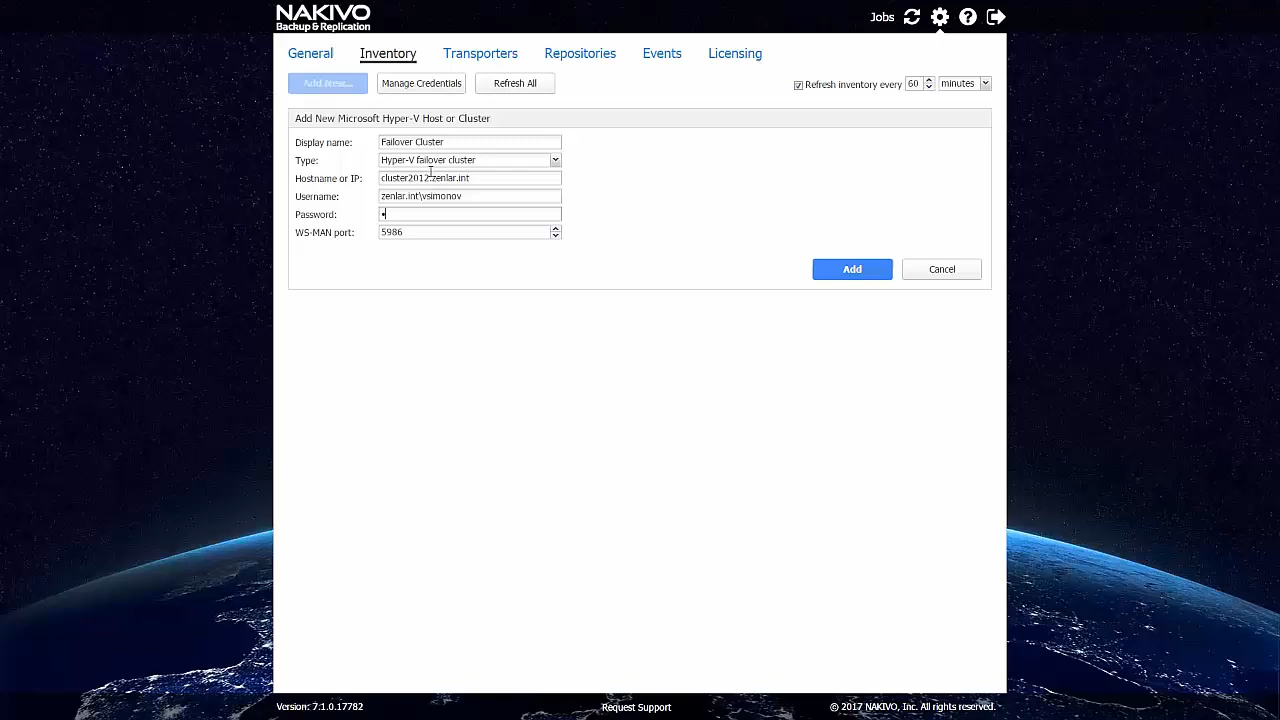 NAKIVO
Backup & Replication
Jobs
General Inventory Transporters Repositories Events Licensing
Add New... Manage Credentials Refresh All Refresh inventory every 60 minutes
Add New Microsoft Hyper-V Host or Cluster
Display name: Failover Cluster
Type: Hyper-V failover cluster
Hostname or IP: cluster2012.zenlar.int
Username: zenlar.int\vsimonov
Password: •
WS-MAN port: 5986
Add Cancel
Version: 7.1.0.17782 Request Support © 2017 NAKIVO, Inc. All rights reserved.